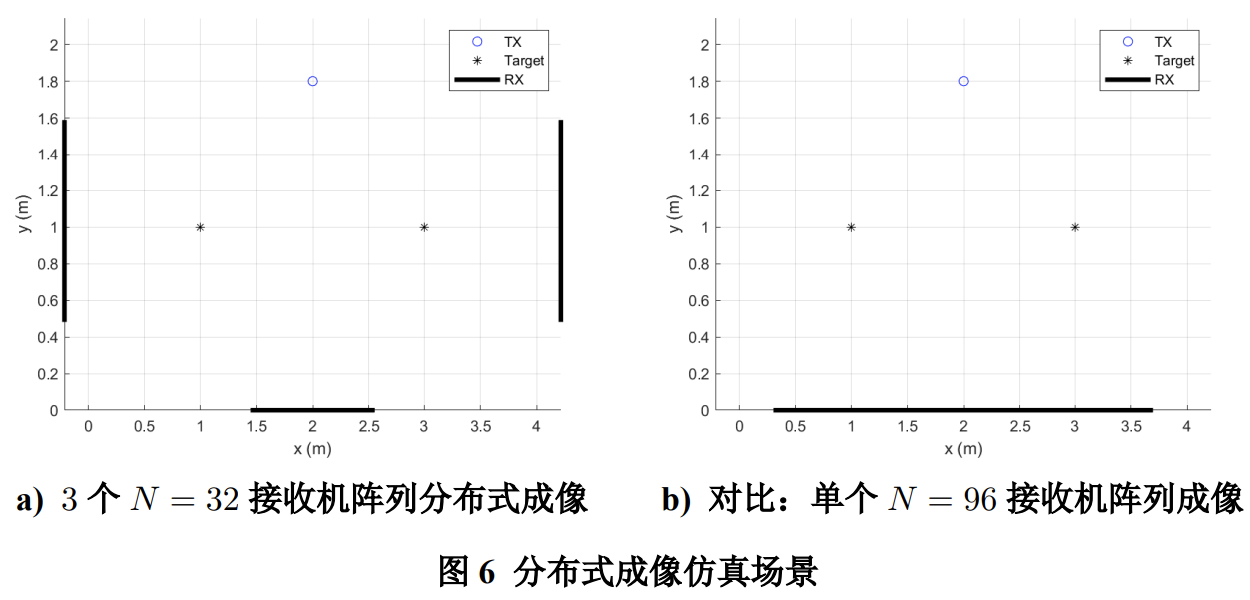 TX
Target
RX
2
1.8
1.6
1.4
1.2
1
0.8
0.6
0.4
0.2
0
y (m)
0 0.5 1 1.5 2 2.5 3 3.5 4
x (m)
a) 3 个 N = 32 接收机阵列分布式成像
TX
Target
RX
2
1.8
1.6
1.4
1.2
1
0.8
0.6
0.4
0.2
0
y (m)
0 0.5 1 1.5 2 2.5 3 3.5 4
x (m)
b) 对比：单个 N = 96 接收机阵列成像
图 6 分布式成像仿真场景